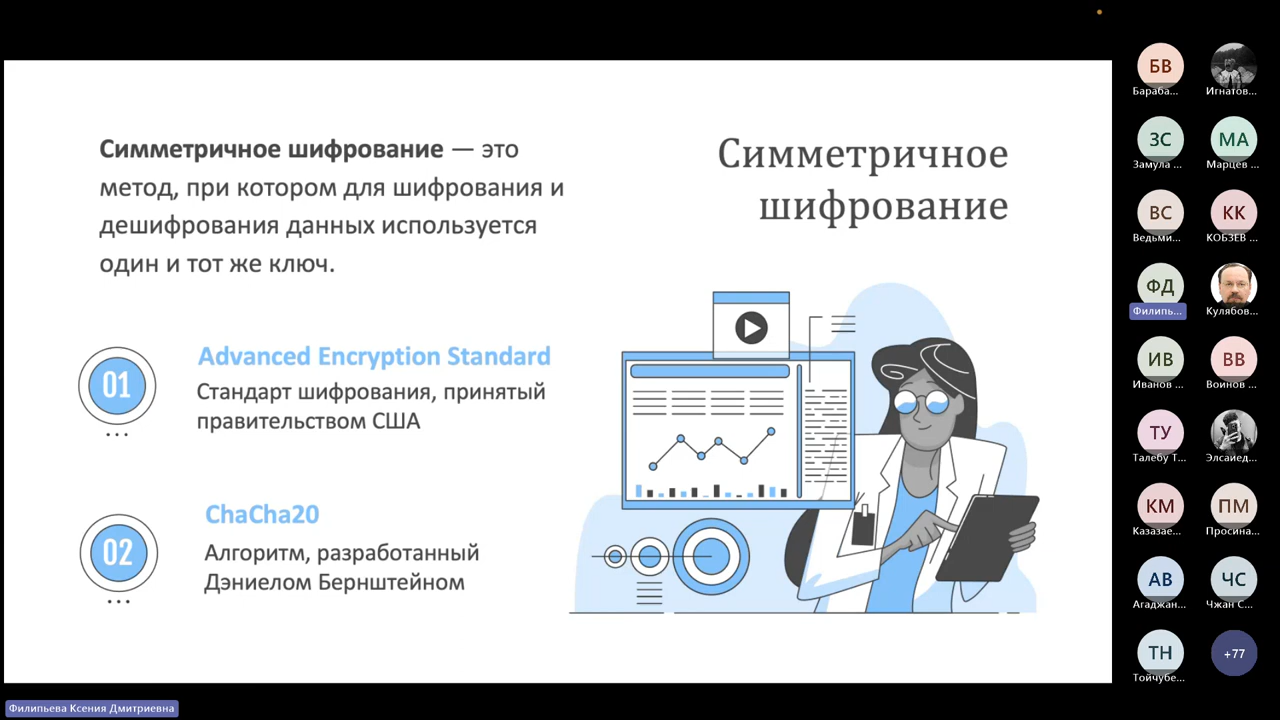 Симметричное шифрование — это
метод, при котором для шифрования и
дешифрования данных используется
один и тот же ключ.
Симметричное
шифрование
01
Advanced Encryption Standard
Стандарт шифрования, принятый
правительством США
02
ChaCha20
Алгоритм, разработанный
Дэниелом Бернштейном
БВ
Бараба...
Игнатов...
ЗС
Замула ...
МА
Марцев ...
ВС
Ведьми...
КК
КОБЗЕВ ...
ФД
Филипь...
Кулябов...
ИВ
Иванов ...
ВВ
Воинов ...
ТУ
Талебу Т...
Элсаиед...
КМ
Казазае...
ПМ
Просина...
АВ
Агаджан...
ЧС
Чжан С...
ТН
Тойчубе...
+77
Филипьева Ксения Дмитриевна